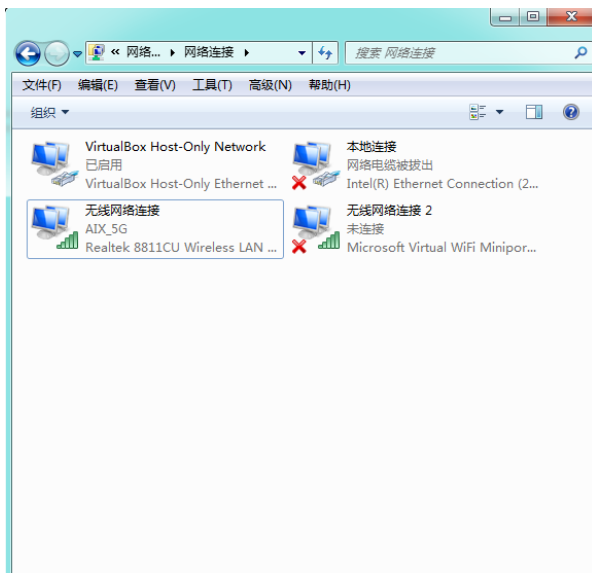 « 网络... 网络连接 搜索 网络连接
文件(F) 编辑(E) 查看(V) 工具(T) 高级(N) 帮助(H)
组织
VirtualBox Host-Only Network
已启用
VirtualBox Host-Only Ethernet ...
本地连接
网络电缆被拔出
Intel(R) Ethernet Connection (2...
无线网络连接
AIX_5G
Realtek 8811CU Wireless LAN ...
无线网络连接 2
未连接
Microsoft Virtual WiFi Minipor...